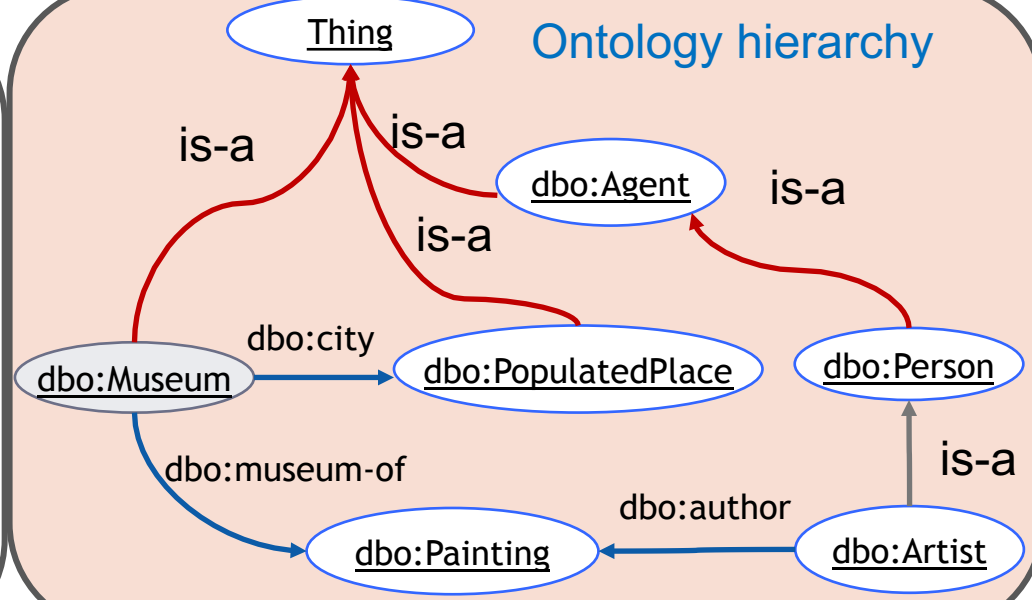 Thing
Ontology hierarchy
is-a
is-a
dbo:Agent
is-a
is-a
dbo:city
dbo:Museum
dbo:PopulatedPlace
dbo:Person
dbo:museum-of
is-a
dbo:author
dbo:Painting
dbo:Artist